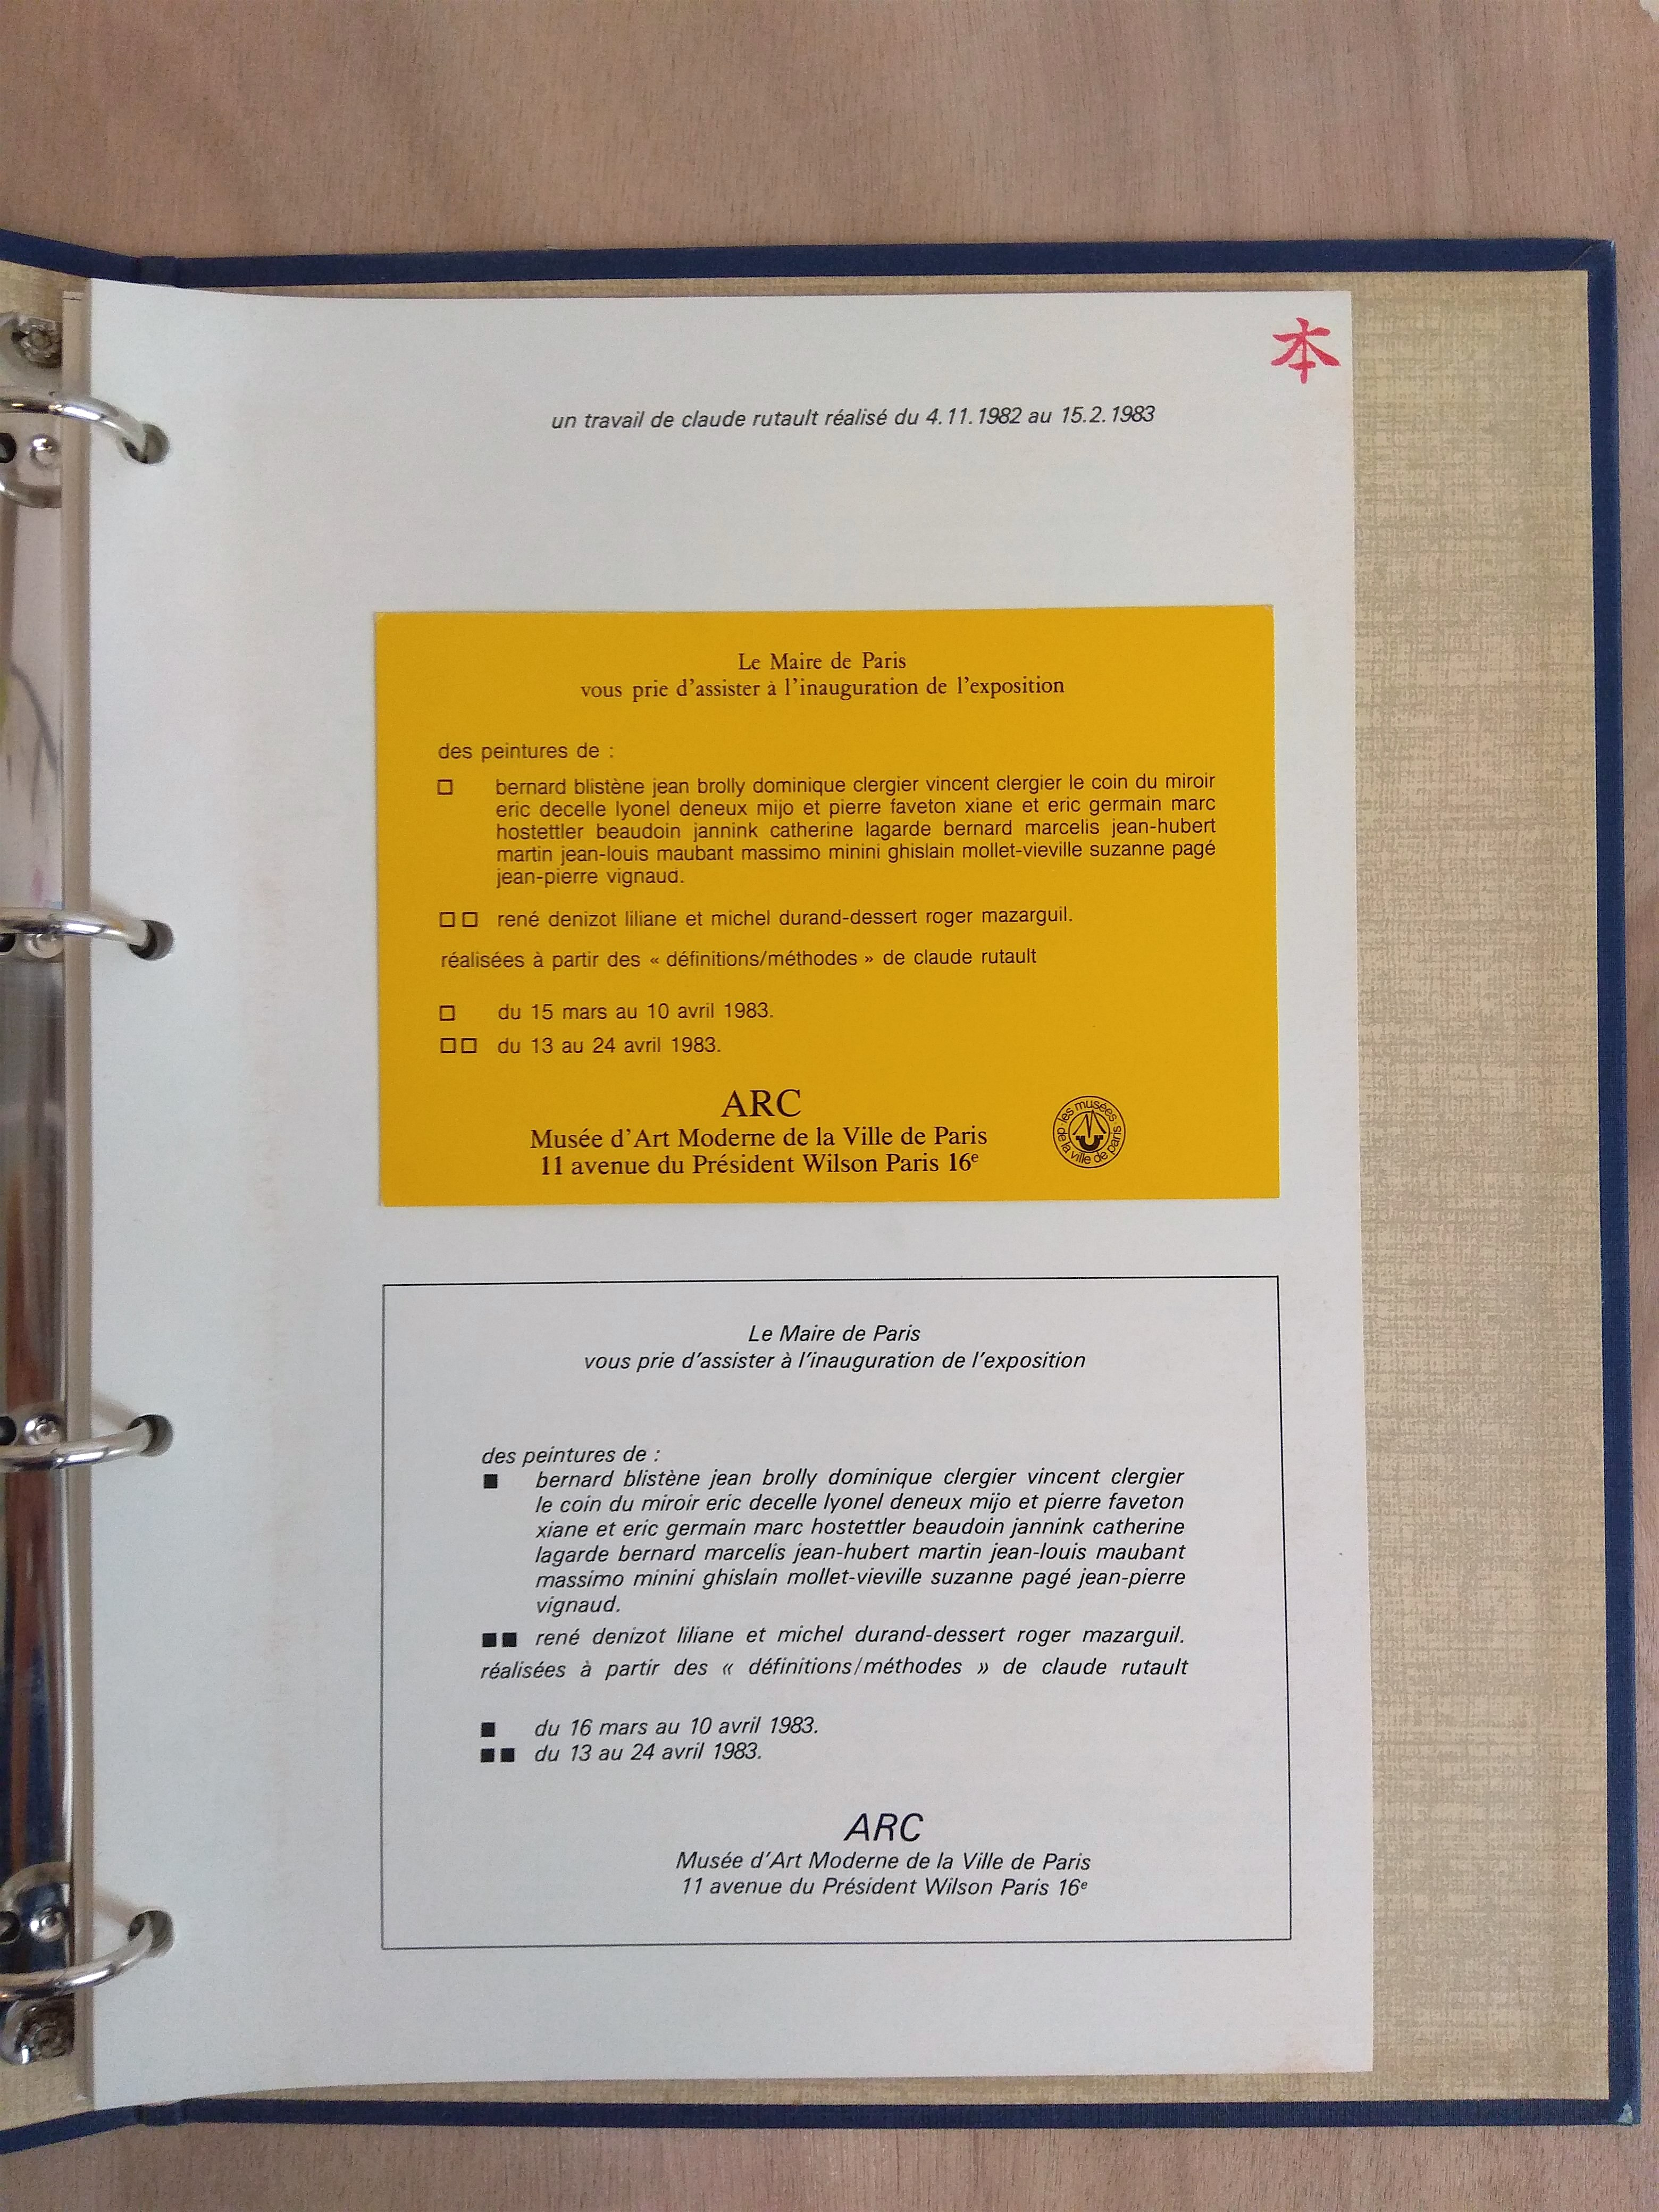 本
un travail de claude rutault réalisé du 4.11.1982 au 15.2.1983
Le Maire de Paris
vous prie d'assister à l'inauguration de l'exposition
des peintures de :
□ bernard blistène jean brolly dominique clergier vincent clergier le coin du miroir
eric decelle lyonel deneux mijo et pierre faveton xiane et eric germain marc
hostettler beaudoin jannink catherine lagarde bernard marcelis jean-hubert
martin jean-louis maubant massimo minini ghislain mollet-vieville suzanne pagé
jean-pierre vignaud.
□□ rené denizot liliane et michel durand-dessert roger mazarguil.
réalisées à partir des « définitions/méthodes » de claude rutault
□ du 15 mars au 10 avril 1983.
□□ du 13 au 24 avril 1983.
ARC
Musée d'Art Moderne de la Ville de Paris
11 avenue du Président Wilson Paris 16e
les musées de la ville de paris
Le Maire de Paris
vous prie d'assister à l'inauguration de l'exposition
des peintures de :
■ bernard blistène jean brolly dominique clergier vincent clergier
le coin du miroir eric decelle lyonel deneux mijo et pierre faveton
xiane et eric germain marc hostettler beaudoin jannink catherine
lagarde bernard marcelis jean-hubert martin jean-louis maubant
massimo minini ghislain mollet-vieville suzanne pagé jean-pierre
vignaud.
■■ rené denizot liliane et michel durand-dessert roger mazarguil.
réalisées à partir des « définitions/méthodes » de claude rutault
■ du 16 mars au 10 avril 1983.
■■ du 13 au 24 avril 1983.
ARC
Musée d'Art Moderne de la Ville de Paris
11 avenue du Président Wilson Paris 16e